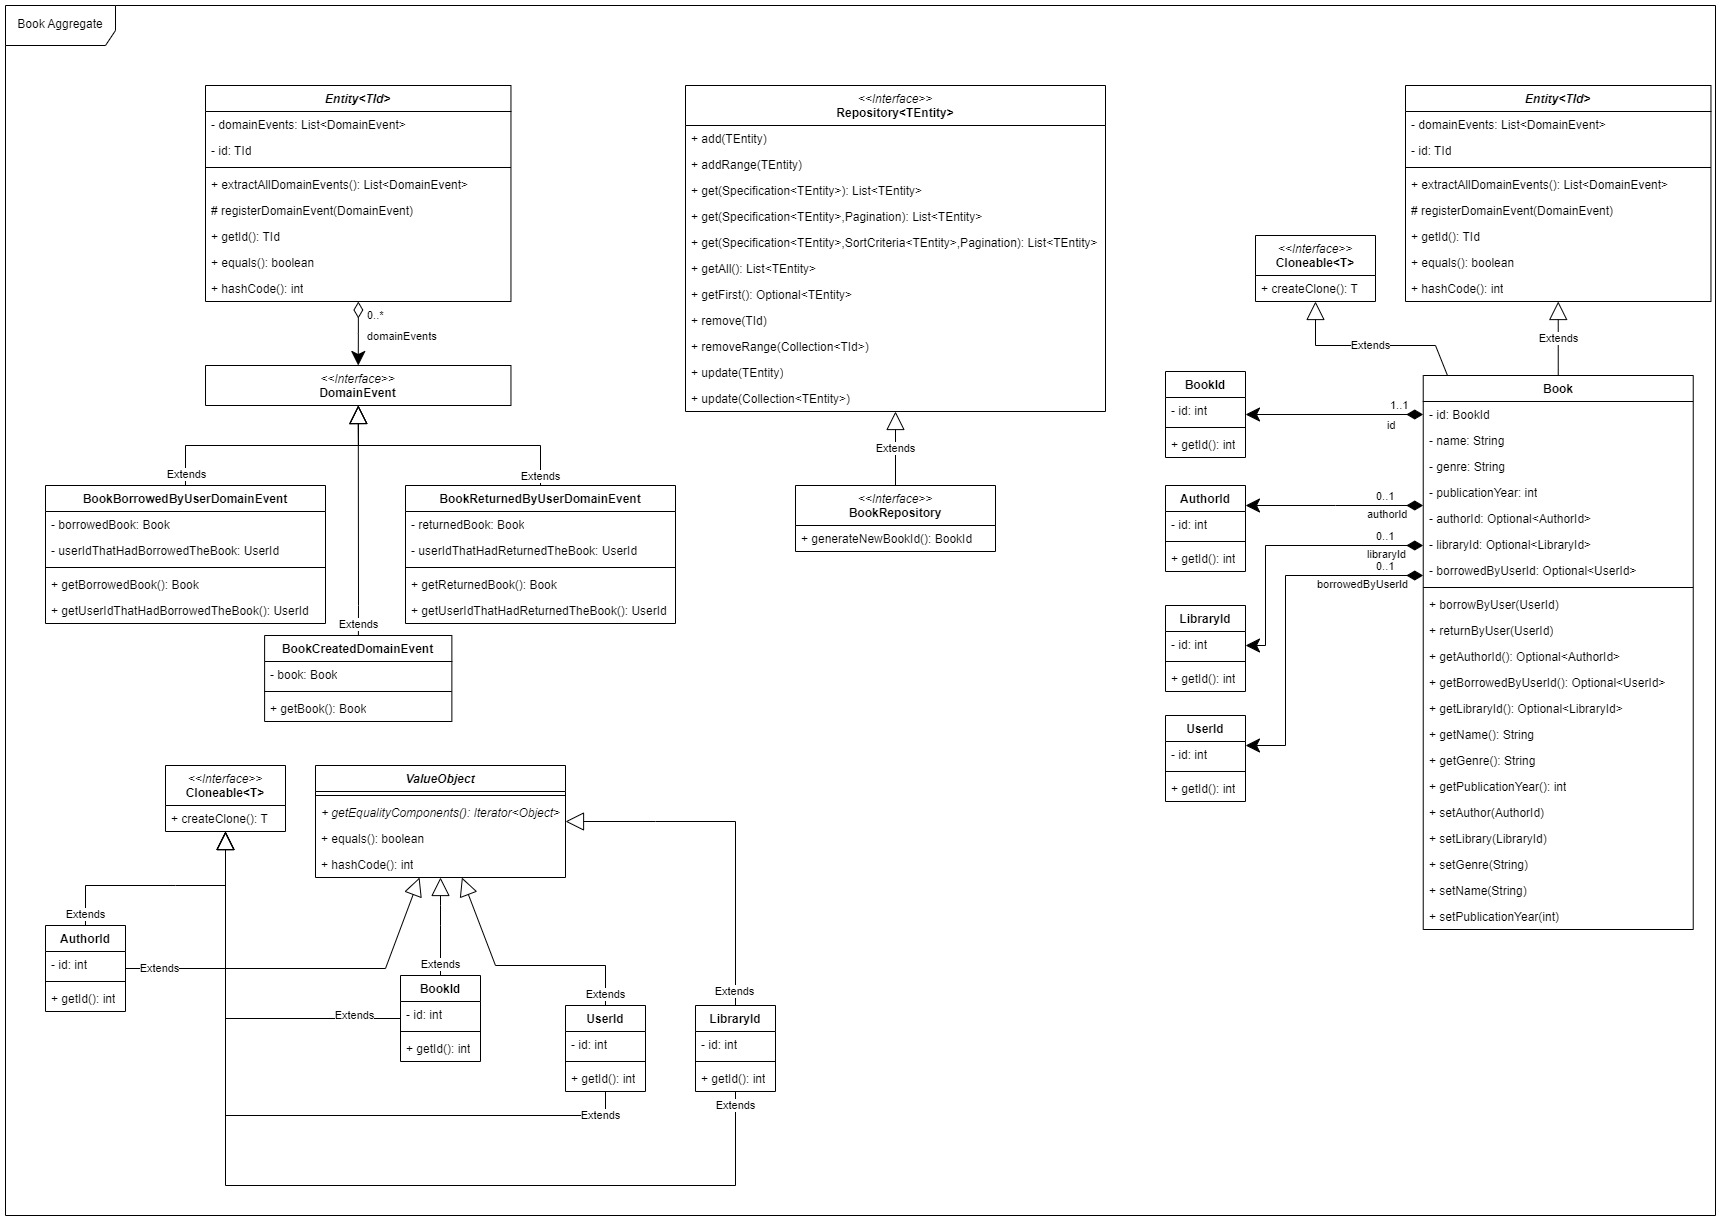 Book Aggregate
Entity<TId>
- domainEvents: List<DomainEvent>
- id: TId
+ extractAllDomainEvents(): List<DomainEvent>
# registerDomainEvent(DomainEvent)
+ getId(): TId
+ equals(): boolean
+ hashCode(): int
0..*
domainEvents
<<Interface>>
DomainEvent
Extends
Extends
BookBorrowedByUserDomainEvent
- borrowedBook: Book
- userIdThatHadBorrowedTheBook: UserId
+ getBorrowedBook(): Book
+ getUserIdThatHadBorrowedTheBook(): UserId
BookReturnedByUserDomainEvent
- returnedBook: Book
- userIdThatHadReturnedTheBook: UserId
+ getReturnedBook(): Book
+ getUserIdThatHadReturnedTheBook(): UserId
Extends
BookCreatedDomainEvent
- book: Book
+ getBook(): Book
<<Interface>>
Repository<TEntity>
+ add(TEntity)
+ addRange(TEntity)
+ get(Specification<TEntity>): List<TEntity>
+ get(Specification<TEntity>,Pagination): List<TEntity>
+ get(Specification<TEntity>,SortCriteria<TEntity>,Pagination): List<TEntity>
+ getAll(): List<TEntity>
+ getFirst(): Optional<TEntity>
+ remove(TId)
+ removeRange(Collection<TId>)
+ update(TEntity)
+ update(Collection<TEntity>)
Extends
<<Interface>>
BookRepository
+ generateNewBookId(): BookId
Entity<TId>
- domainEvents: List<DomainEvent>
- id: TId
+ extractAllDomainEvents(): List<DomainEvent>
# registerDomainEvent(DomainEvent)
+ getId(): TId
+ equals(): boolean
+ hashCode(): int
<<Interface>>
Cloneable<T>
+ createClone(): T
Extends
Extends
BookId
- id: int
+ getId(): int
1..1
id
AuthorId
- id: int
+ getId(): int
0..1
authorId
0..1
libraryId
0..1
borrowedByUserId
LibraryId
- id: int
+ getId(): int
UserId
- id: int
+ getId(): int
Book
- id: BookId
- name: String
- genre: String
- publicationYear: int
- authorId: Optional<AuthorId>
- libraryId: Optional<LibraryId>
- borrowedByUserId: Optional<UserId>
+ borrowByUser(UserId)
+ returnByUser(UserId)
+ getAuthorId(): Optional<AuthorId>
+ getBorrowedByUserId(): Optional<UserId>
+ getLibraryId(): Optional<LibraryId>
+ getName(): String
+ getGenre(): String
+ getPublicationYear(): int
+ setAuthor(AuthorId)
+ setLibrary(LibraryId)
+ setGenre(String)
+ setName(String)
+ setPublicationYear(int)
<<Interface>>
Cloneable<T>
+ createClone(): T
ValueObject
+ getEqualityComponents(): Iterator<Object>
+ equals(): boolean
+ hashCode(): int
Extends
AuthorId
- id: int
+ getId(): int
Extends
Extends
BookId
- id: int
+ getId(): int
Extends
Extends
UserId
- id: int
+ getId(): int
Extends
Extends
LibraryId
- id: int
+ getId(): int
Extends